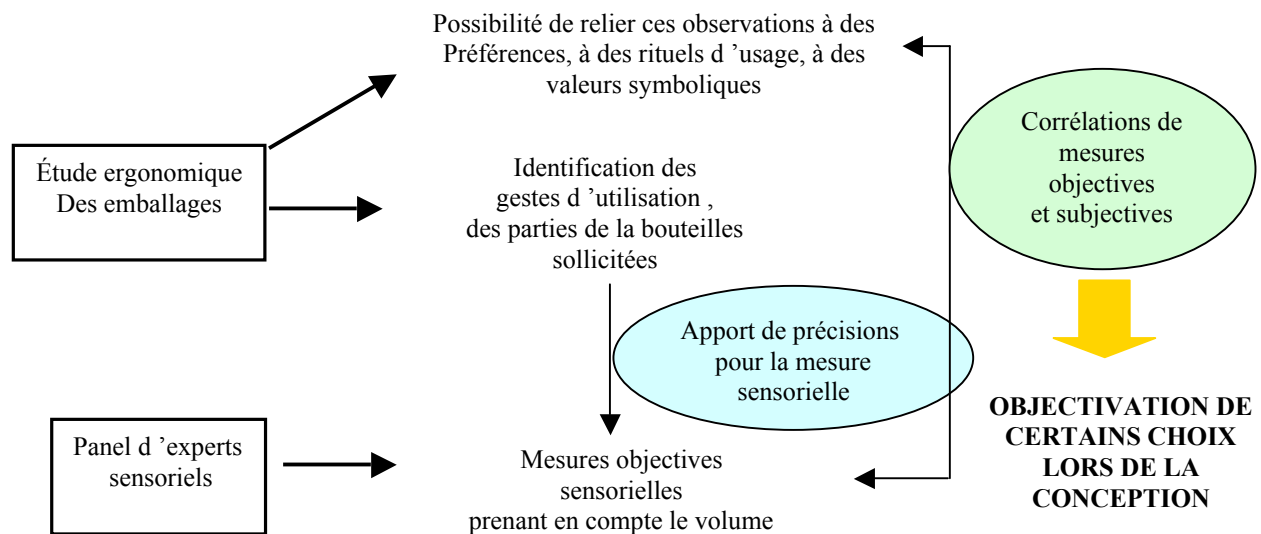 Possibilité de relier ces observations à des
Préférences, à des rituels d ’usage, à des
valeurs symboliques
Étude ergonomique
Des emballages
Identification des
gestes d ’utilisation ,
des parties de la bouteilles
sollicitées
Corrélations de
mesures
objectives
et subjectives
Apport de précisions
pour la mesure
sensorielle
Panel d ’experts
sensoriels
Mesures objectives
sensorielles
prenant en compte le volume
OBJECTIVATION DE
CERTAINS CHOIX
LORS DE LA
CONCEPTION